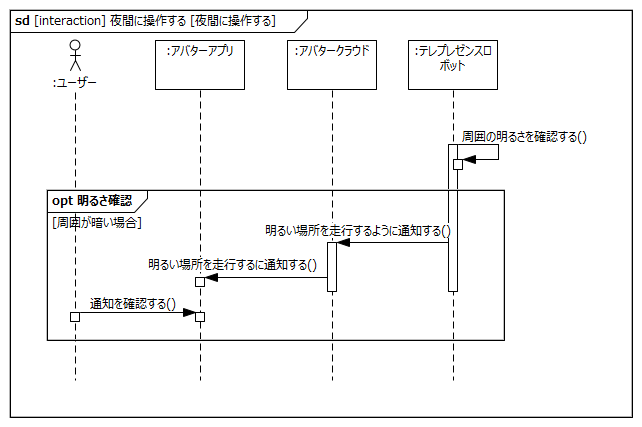 sd [interaction] 夜間に操作する [夜間に操作する]
:ユーザー
:アバターアプリ
:アバタークラウド
:テレプレゼンスロ
ボット
周囲の明るさを確認する()
opt 明るさ確認
[周囲が暗い場合]
明るい場所を走行するように通知する()
明るい場所を走行するに通知する()
通知を確認する()